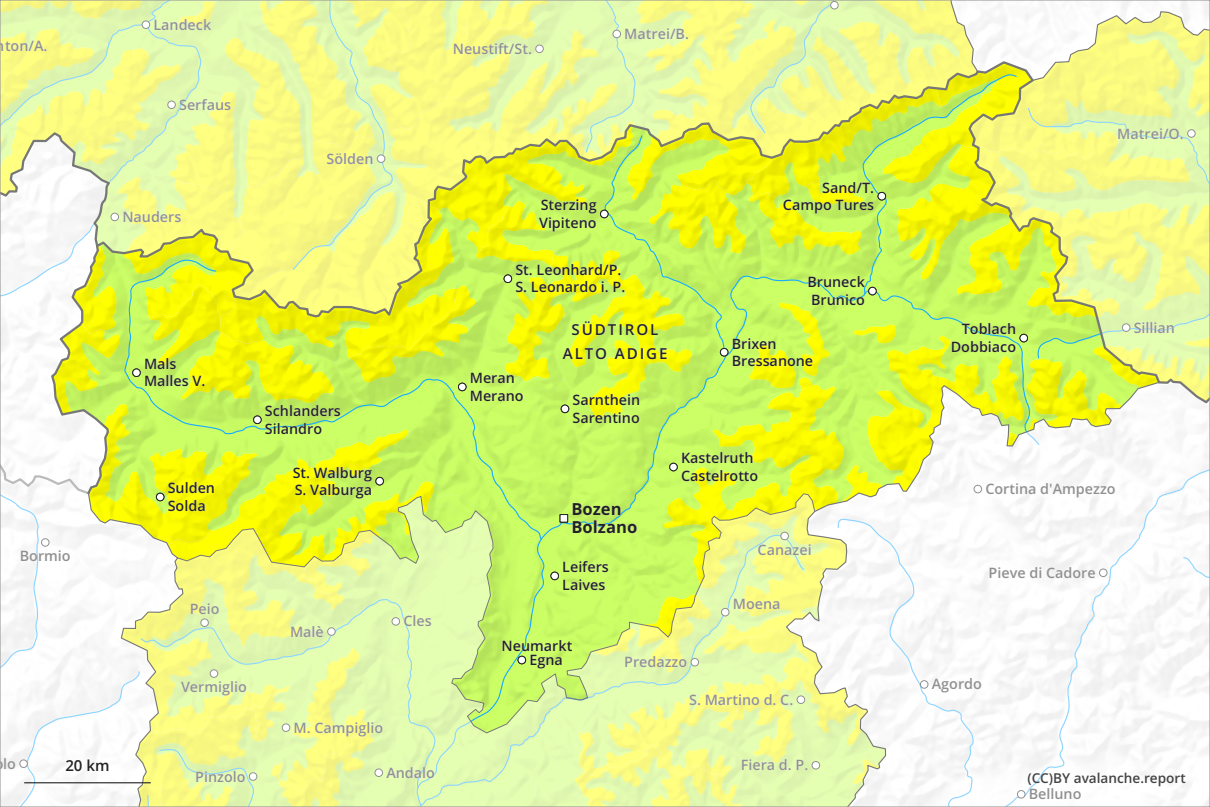 Landeck
nton/A.
Neustift/St.
Matrei/B.
Serfaus
Matrei/O.
Sölden
Sand/T.
Campo Tures
Sterzing
Vipiteno
Nauders
St. Leonhard/P.
S. Leonardo i. P.
Bruneck
Brunico
SÜDTIROL
ALTO ADIGE
Toblach
Dobbiaco
Sillian
Brixen
Bressanone
Mals
Malles V.
Meran
Merano
Sarnthein
Sarentino
Schlanders
Silandro
Kastelruth
Castelrotto
St. Walburg
S. Valburga
Sulden
Solda
Cortina d'Ampezzo
Bozen
Bolzano
Bormio
Canazei
Leifers
Laives
Pieve di Cadore
Peio
Moena
Cles
Malè
Neumarkt
Egna
Predazzo
Vermiglio
Agordo
S. Martino d. C.
M. Campiglio
olo
20 km
Pinzolo
Andalo
Fiera d. P.
(CC)BY avalanche.report
Belluno